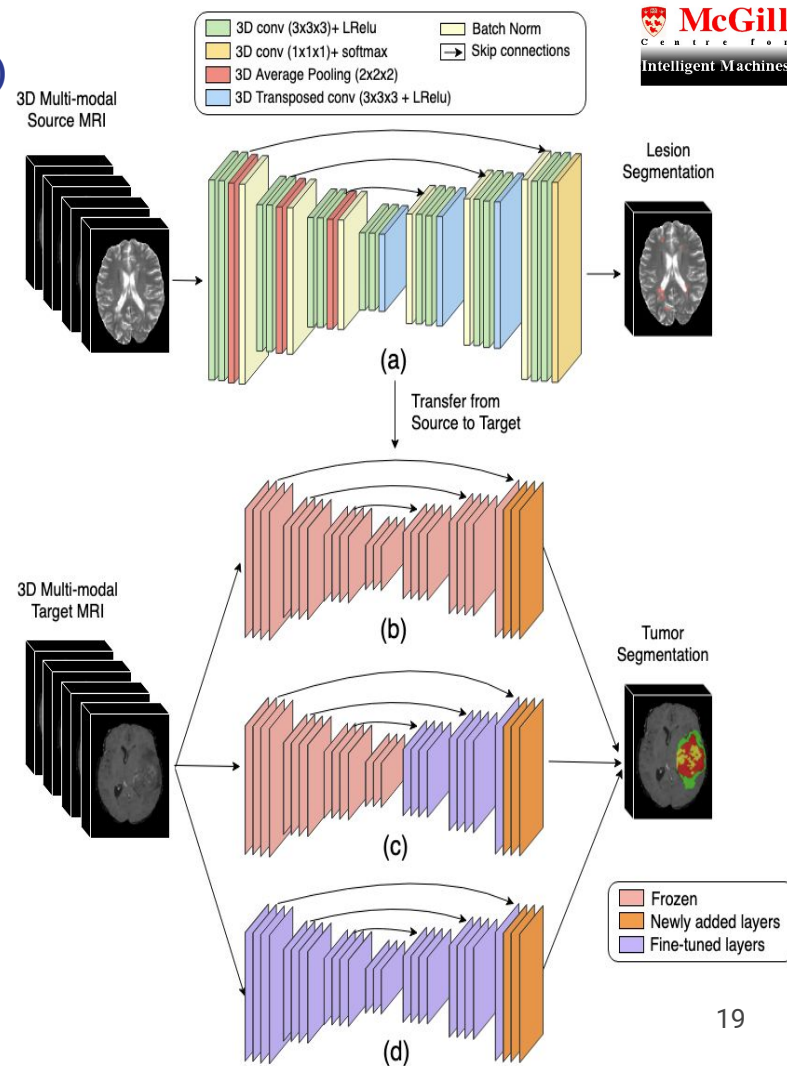 3D conv (3x3x3)+ LRelu
3D conv (1x1x1)+ softmax
3D Average Pooling (2x2x2)
3D Transposed conv (3x3x3 + LRelu)
Batch Norm
Skip connections
McGill
Centre for
Intelligent Machines
)
3D Multi-modal
Source MRI
Lesion
Segmentation
(a)
Transfer from
Source to Target
(b)
3D Multi-modal
Target MRI
Tumor
Segmentation
(c)
Frozen
Newly added layers
Fine-tuned layers
(d)
19